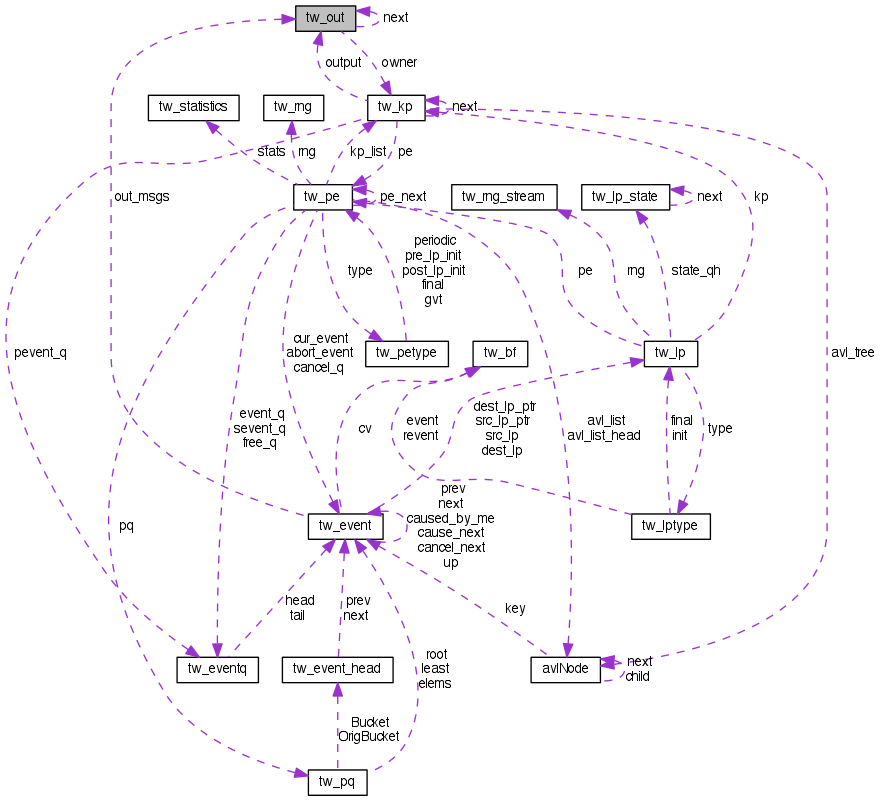 tw_out
next
output
owner
tw_statistics
tw_rng
tw_kp
next
stats
rng
kp_list
pe
out_msgs
tw_pe
pe_next
tw_rng_stream
tw_lp_state
next
kp
periodic
pre_lp_init
post_lp_init
final
gvt
type
pe
rng
state_qh
pevent_q
cur_event
abort_event
cancel_q
tw_petype
tw_bf
tw_lp
avl_tree
event_q
sevent_q
free_q
cv
event
revent
dest_lp_ptr
src_lp_ptr
src_lp
dest_lp
avl_list
avl_list_head
final
init
type
pq
tw_event
prev
next
caused_by_me
cause_next
cancel_next
up
tw_lptype
head
tail
prev
next
key
tw_eventq
tw_event_head
root
least
elems
avlNode
next
child
Bucket
OrigBucket
tw_pq